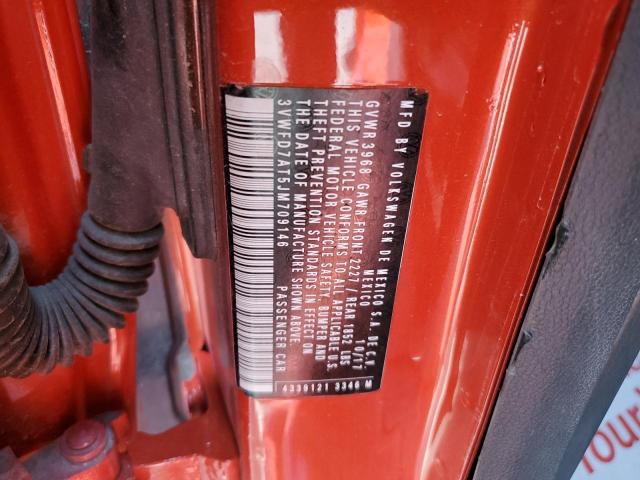 MFD BY VOLKSWAGEN DE MEXICO S.A. DE C.V.
MEXICO 10/17
GVWR 3968 GAWR FRONT 2227 / REAR 1852 LBS
THIS VEHICLE CONFORMS TO ALL APPLICABLE U.S.
FEDERAL MOTOR VEHICLE SAFETY, BUMPER AND
THEFT PREVENTION STANDARDS IN EFFECT ON
THE DATE OF MANUFACTURE SHOWN ABOVE
3VWFD7AT5JM709146 PASSENGER CAR
4339121 3346 M